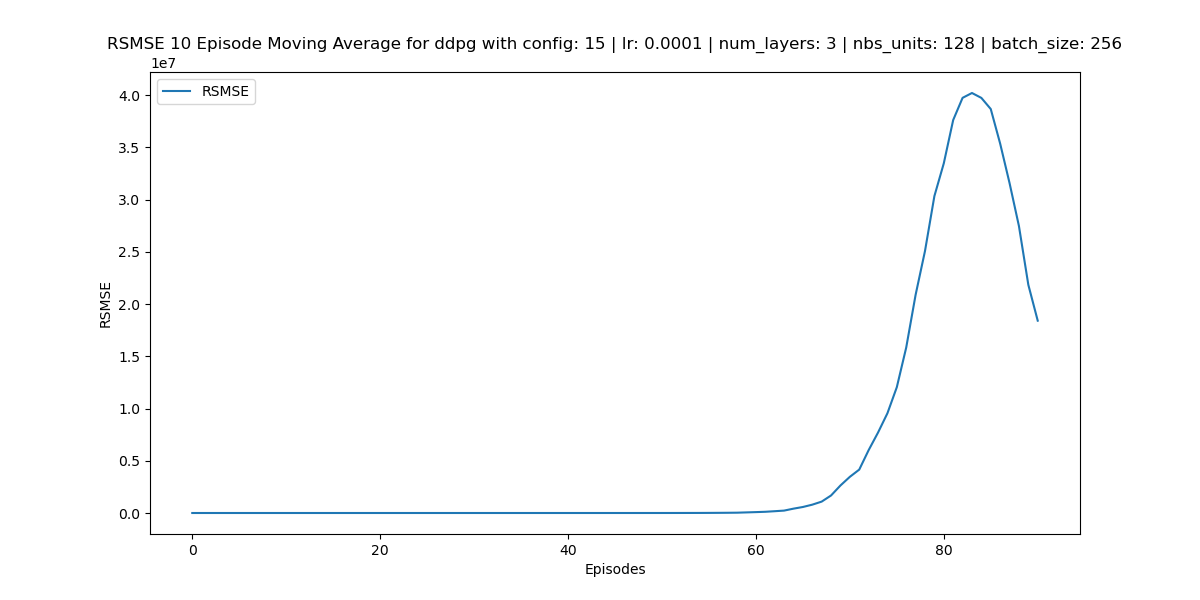 RSMSE 10 Episode Moving Average for ddpg with config: 15 | lr: 0.0001 | num_layers: 3 | nbs_units: 128 | batch_size: 256
1e7
RSMSE
4.0
3.5
3.0
2.5
2.0
1.5
1.0
0.5
0.0
RSMSE
0 20 40 60 80
Episodes